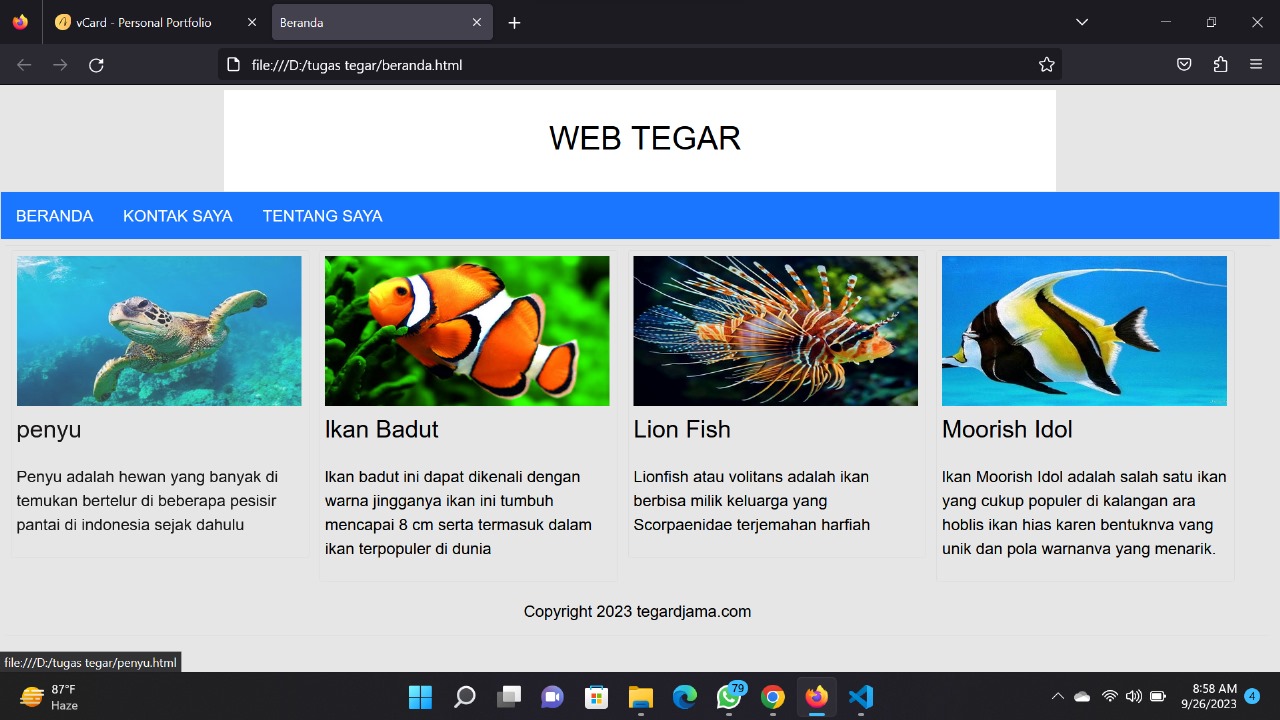 vCard - Personal Portfolio
Beranda
file:///D:/tugas tegar/beranda.html
WEB TEGAR
BERANDA KONTAK SAYA TENTANG SAYA
penyu
Penyu adalah hewan yang banyak di
temukan bertelur di beberapa pesisir
pantai di indonesia sejak dahulu
Ikan Badut
Ikan badut ini dapat dikenali dengan
warna jingganya ikan ini tumbuh
mencapai 8 cm serta termasuk dalam
ikan terpopuler di dunia
Lion Fish
Lionfish atau volitans adalah ikan
berbisa milik keluarga yang
Scorpaenidae terjemahan harfiah
Moorish Idol
Ikan Moorish Idol adalah salah satu ikan
yang cukup populer di kalangan ara
hoblis ikan hias karen bentuknva vang
unik dan pola warnanva yang menarik.
Copyright 2023 tegardjama.com
file:///D:/tugas tegar/penyu.html
87°F
Haze
79
8:58 AM
9/26/2023
4